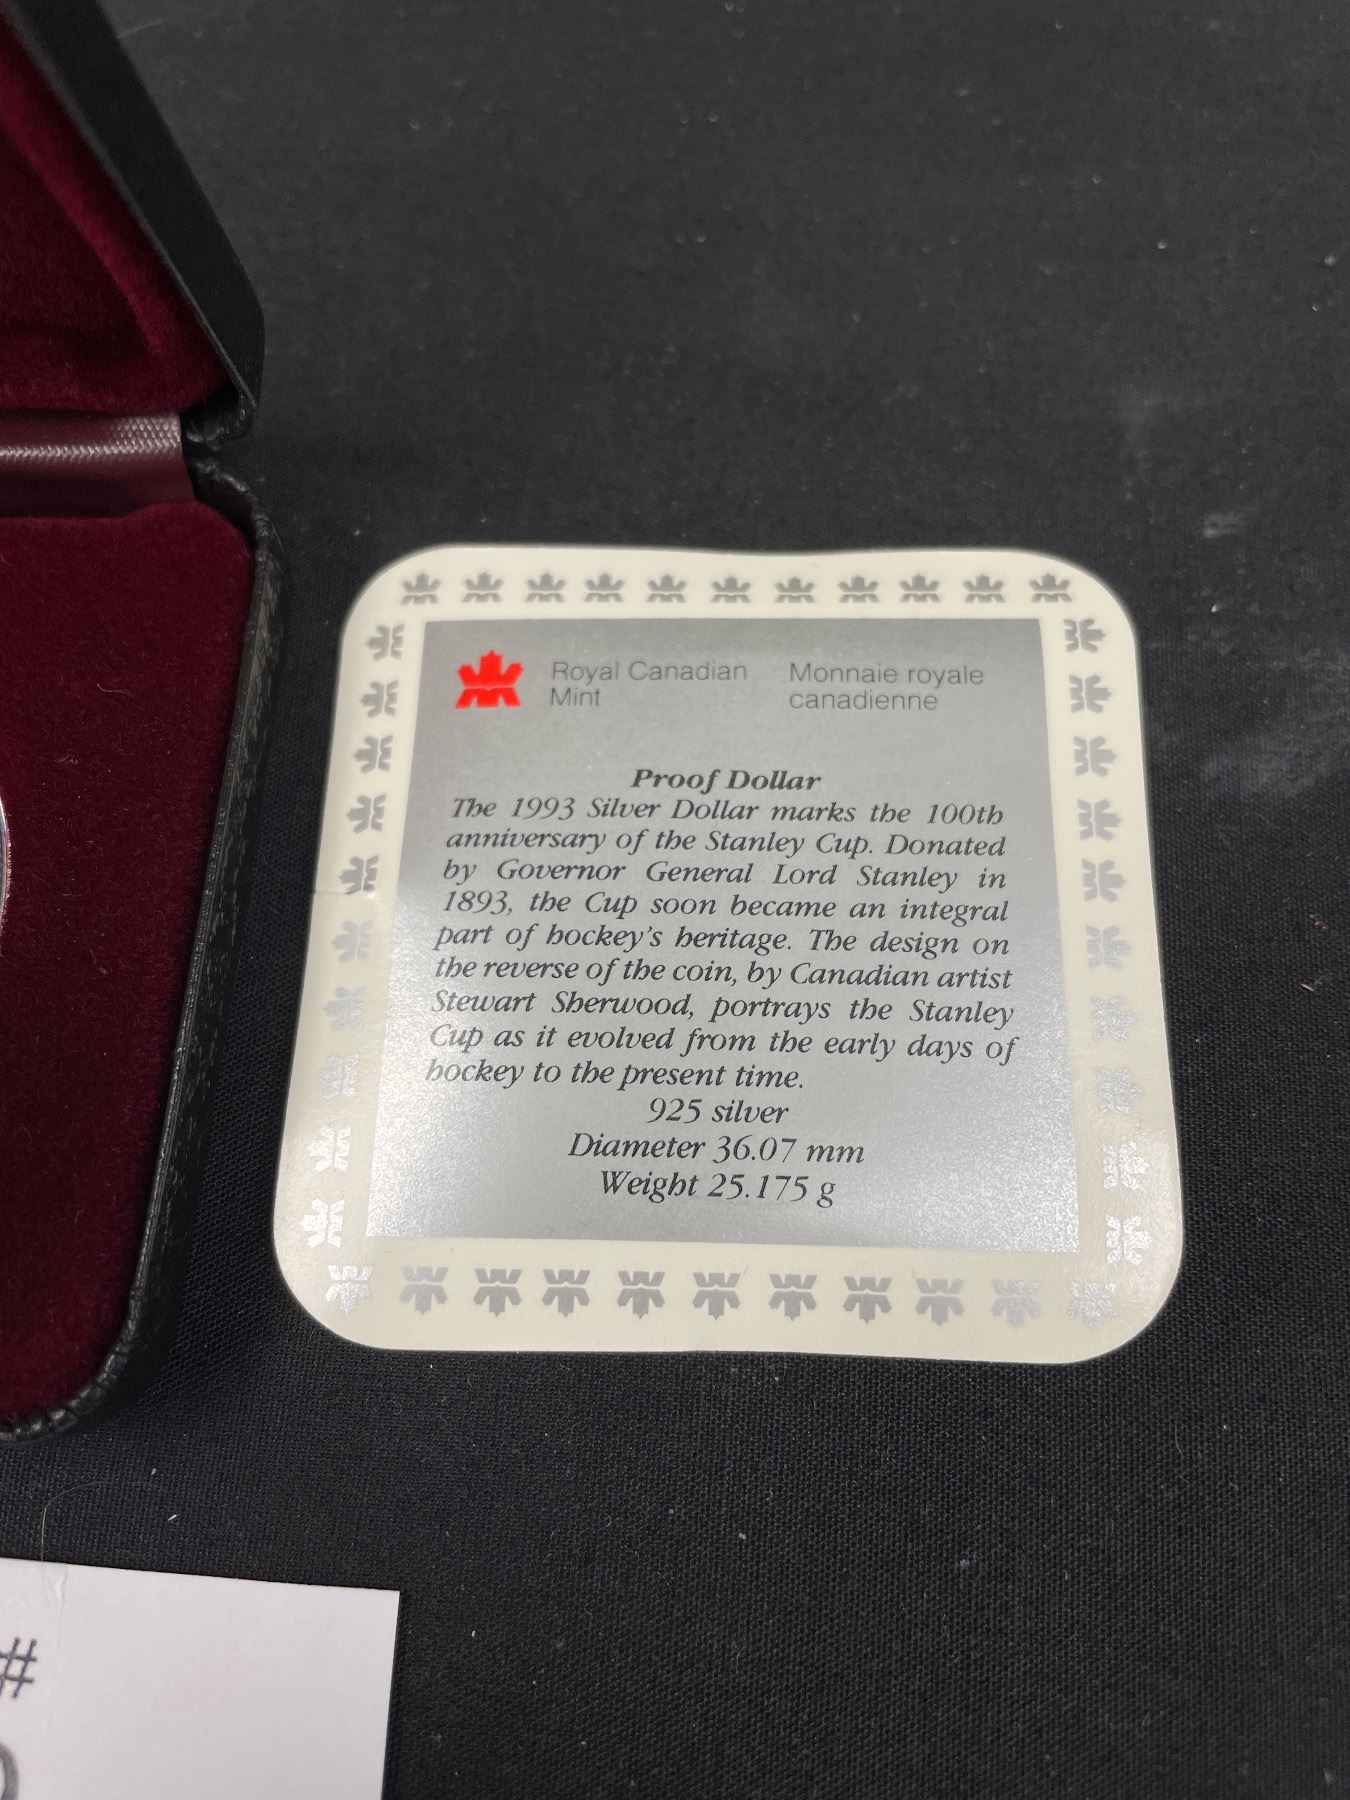 Royal Canadian Mint
Monnaie royale canadienne
Proof Dollar
The 1993 Silver Dollar marks the 100th
anniversary of the Stanley Cup. Donated
by Governor General Lord Stanley in
1893, the Cup soon became an integral
part of hockey's heritage. The design on
the reverse of the coin, by Canadian artist
Stewart Sherwood, portrays the Stanley
Cup as it evolved from the early days of
hockey to the present time.
925 silver
Diameter 36.07 mm
Weight 25.175 g
#